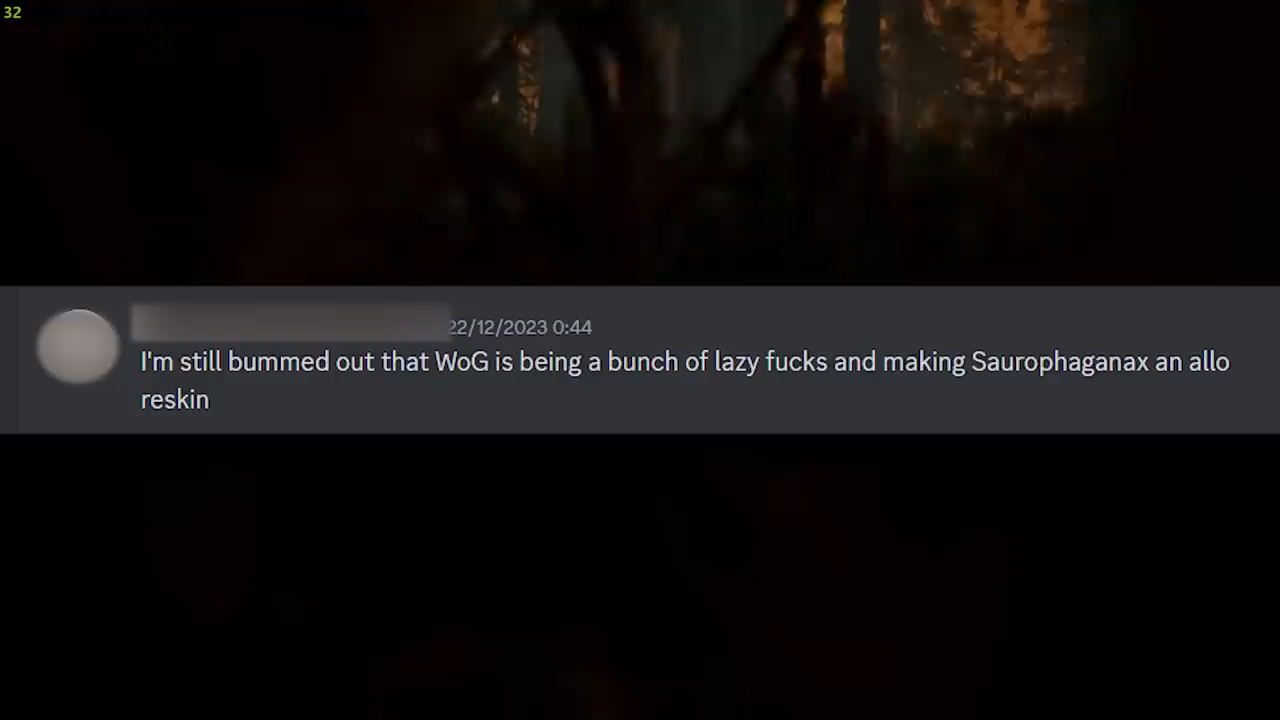 32
22/12/2023 0:44
I'm still bummed out that WoG is being a bunch of lazy fucks and making Saurophaganax an allo
reskin